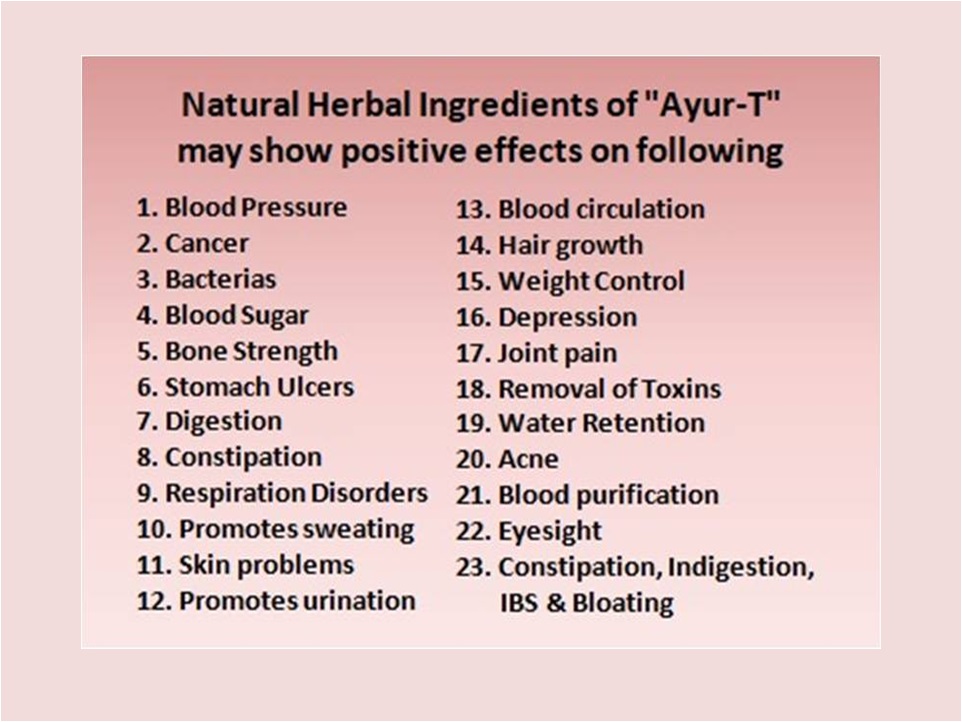 Natural Herbal Ingredients of "Ayur-T"
may show positive effects on following
1. Blood Pressure
2. Cancer
3. Bacterias
4. Blood Sugar
5. Bone Strength
6. Stomach Ulcers
7. Digestion
8. Constipation
9. Respiration Disorders
10. Promotes sweating
11. Skin problems
12. Promotes urination
13. Blood circulation
14. Hair growth
15. Weight Control
16. Depression
17. Joint pain
18. Removal of Toxins
19. Water Retention
20. Acne
21. Blood purification
22. Eyesight
23. Constipation, Indigestion,
IBS & Bloating